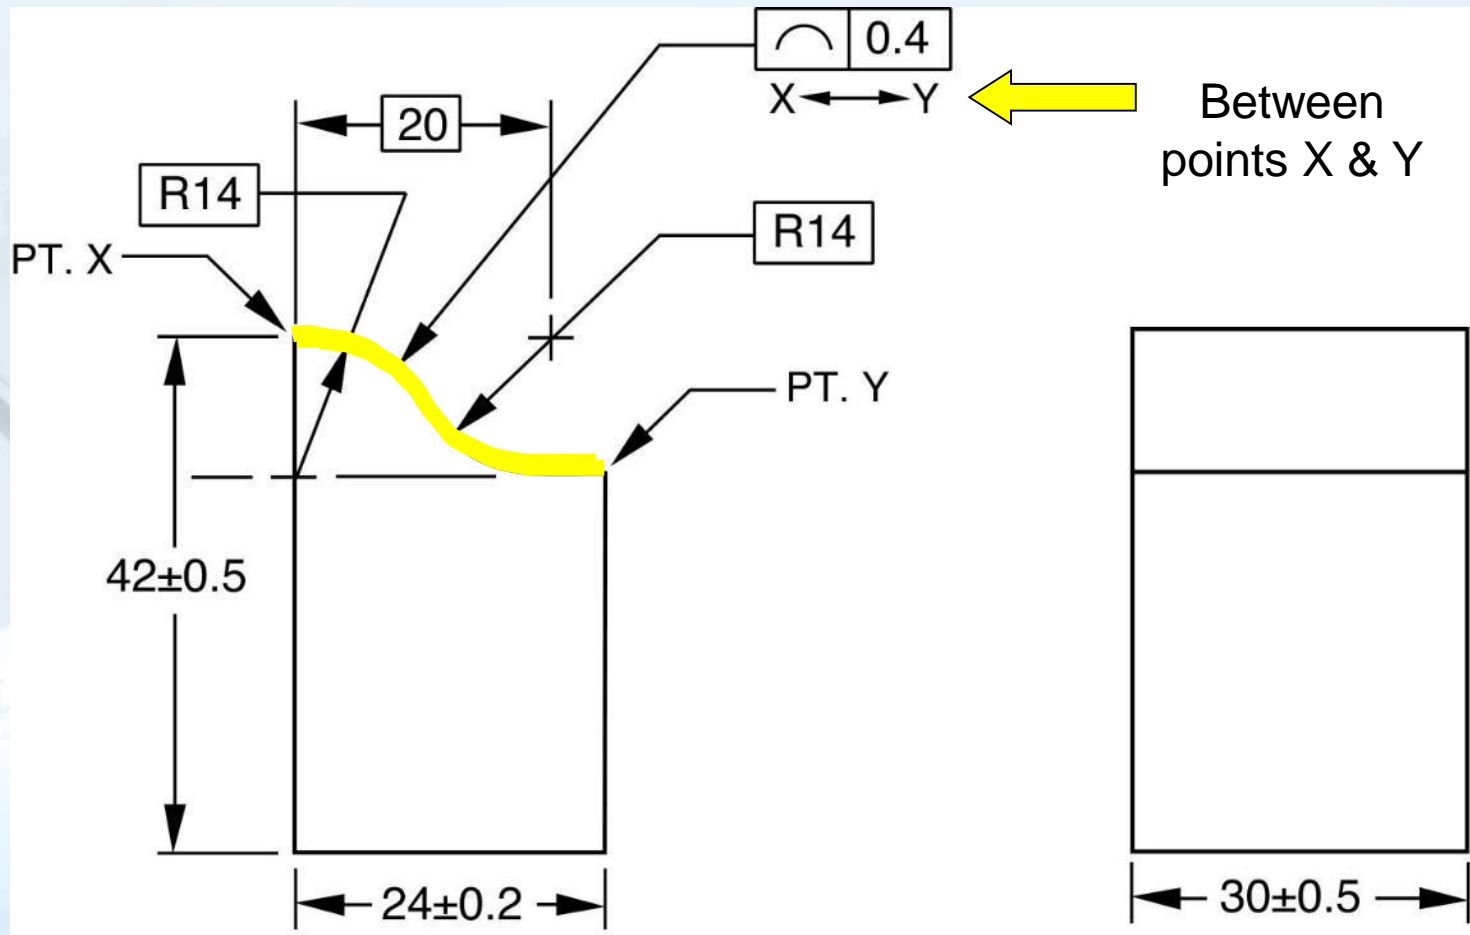 0.4
X Y
Between
points X & Y
20
R14
R14
PT. X
PT. Y
42±0.5
24±0.2
30±0.5